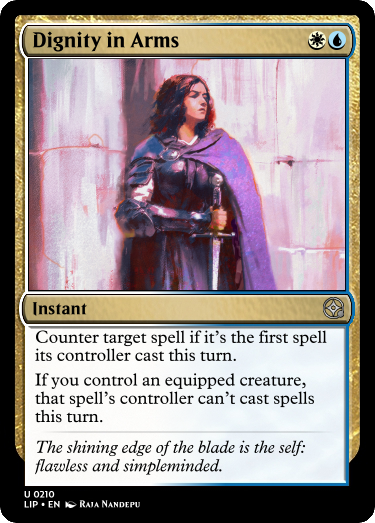 Dignity in Arms
Instant
Counter target spell if it's the first spell
its controller cast this turn.
If you control an equipped creature,
that spell's controller can't cast spells
this turn.
The shining edge of the blade is the self:
flawless and simpleminded.
U 0210
LIP • EN Raja Nandepu